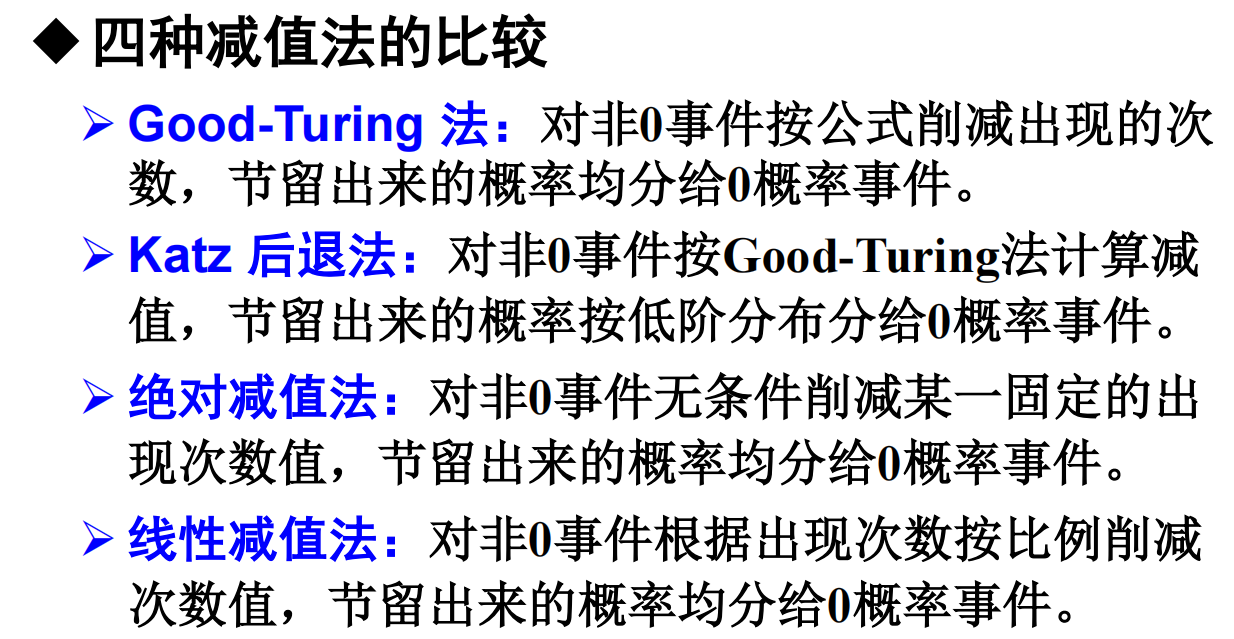 ◆ 四种减值法的比较
➢ Good-Turing 法：对非0事件按公式削减出现的次
数，节留出来的概率均分给0概率事件。
➢ Katz 后退法：对非0事件按Good-Turing法计算减
值，节留出来的概率按低阶分布分给0概率事件。
➢ 绝对减值法：对非0事件无条件削减某一固定的出
现次数值，节留出来的概率均分给0概率事件。
➢ 线性减值法：对非0事件根据出现次数按比例削减
次数值，节留出来的概率均分给0概率事件。